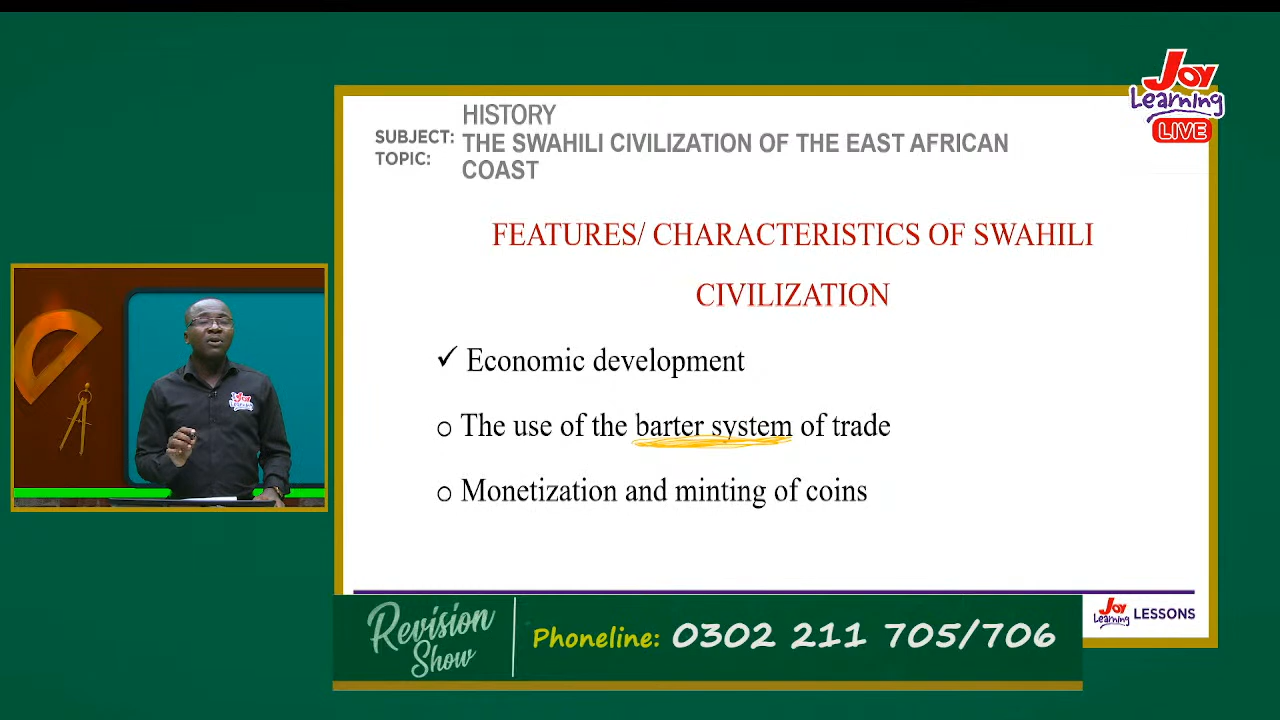 Joy
Learning
LIVE
HISTORY
SUBJECT: THE SWAHILI CIVILIZATION OF THE EAST AFRICAN
TOPIC: COAST
FEATURES/ CHARACTERISTICS OF SWAHILI
CIVILIZATION
✓ Economic development
o The use of the barter system of trade
o Monetization and minting of coins
Joy
Learning
Joy
Learning LESSONS
Revision
Show
Phoneline: 0302 211 705/706